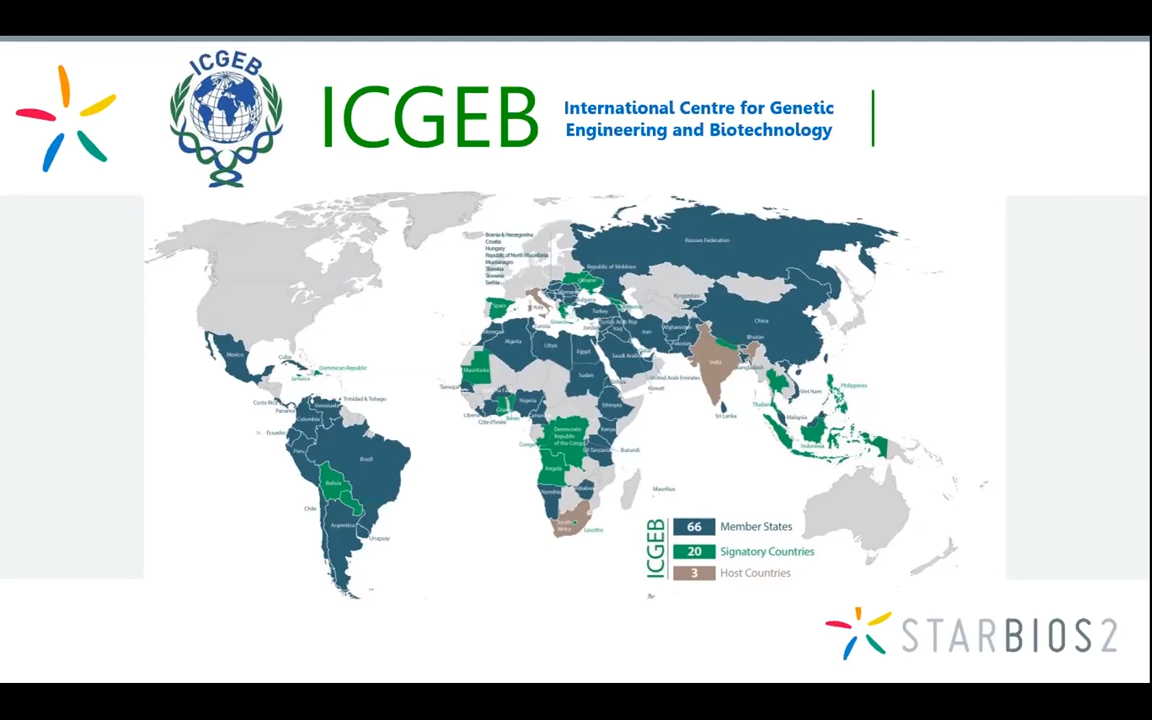 ICGEB
ICGEB
International Centre for Genetic
Engineering and Biotechnology
Bosnia & Herzegovina
Croatia
Hungary
Republic of North Macedonia
Montenegro
Slovakia
Slovenia
Serbia
Russian Federation
Republic of Moldova
Ukraine
Bulgaria
Spain
Italy
Greece
Turkey
Kyrgyzstan
China
Tunisia
Algeria
Libya
Egypt
Jordan
Syrian Arab Rep
Iraq
Iran
Afghanistan
Pakistan
Bhutan
India
Bangladesh
Saudi Arabia
United Arab Emirates
Kuwait
Mexico
Cuba
Dominican Republic
Jamaica
Mauritania
Sudan
Senegal
Nigeria
Ethiopia
Sri Lanka
Viet Nam
Philippines
Thailand
Malaysia
Indonesia
Costa Rica
Panama
Trinidad & Tobago
Venezuela
Colombia
Ecuador
Peru
Brazil
Bolivia
Chile
Argentina
Uruguay
Liberia
Côte d'Ivoire
Ghana
Benin
Cameroon
Congo
Democratic
Republic
of the Congo
Kenya
Tanzania
Burundi
Angola
Namibia
Zimbabwe
South
Africa
Lesotho
Mauritius
ICGEB
66 Member States
20 Signatory Countries
3 Host Countries
STARBIOS2